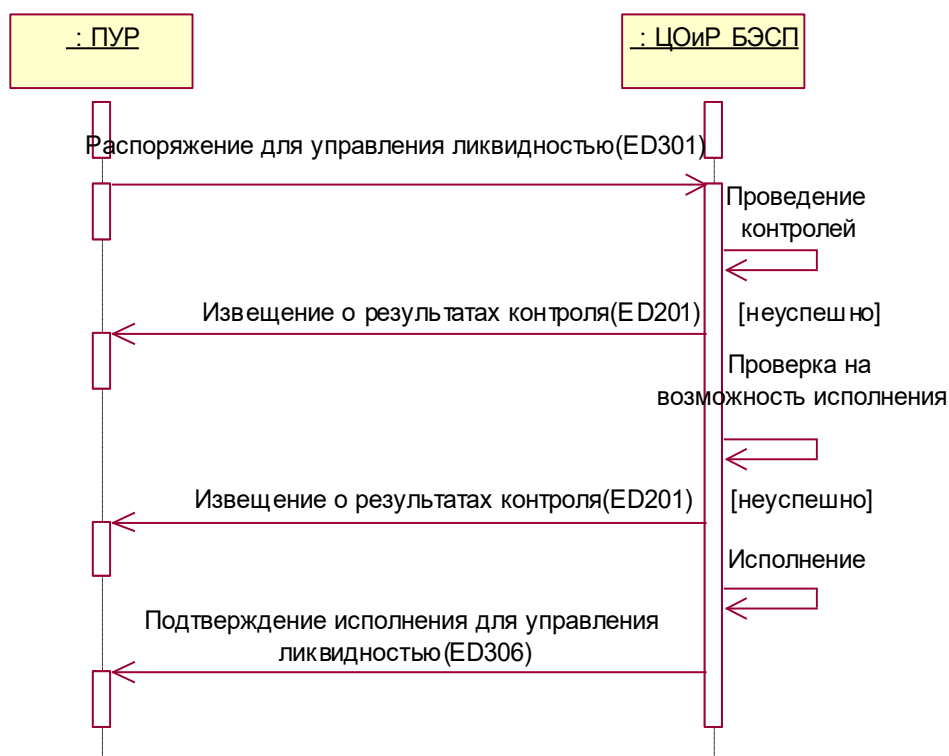 : ПУР
: ЦОиР БЭСП
Распоряжение для управления ликвидностью(ED301)
Проведение
контролей
Извещение о результатах контроля(ED201)
[неуспешно]
Проверка на
возможность исполнения
Извещение о результатах контроля(ED201)
[неуспешно]
Исполнение
Подтверждение исполнения для управления
ликвидностью(ED306)